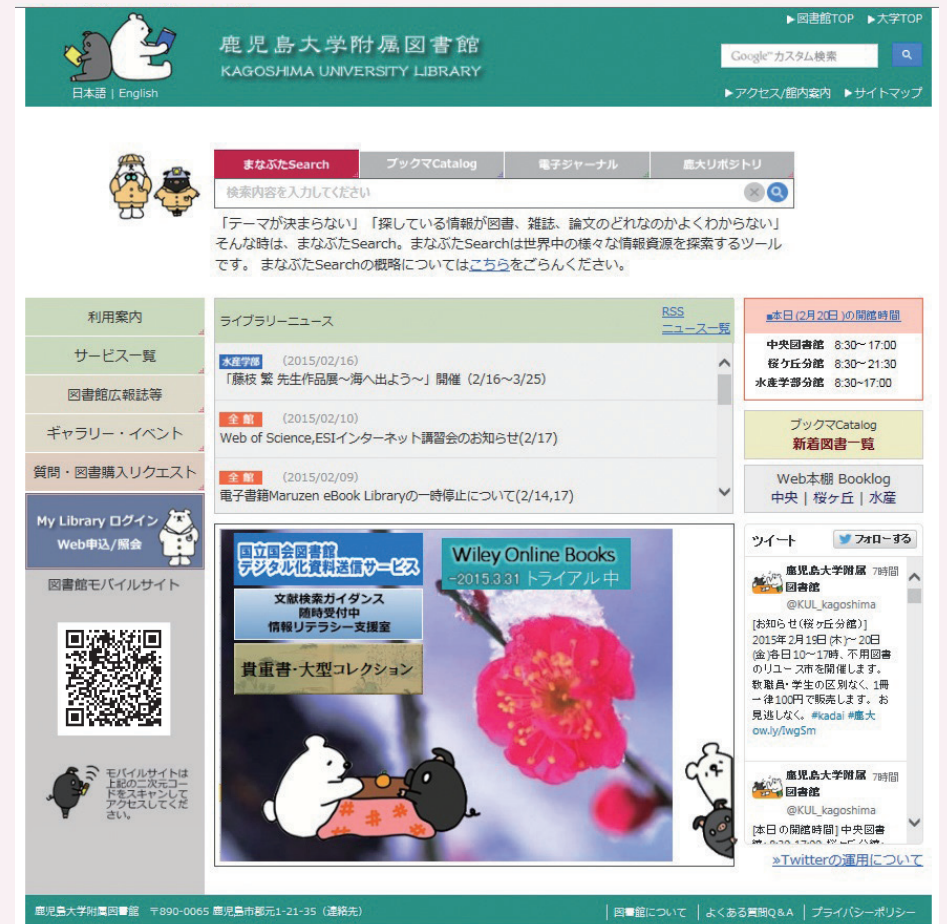 ▶図書館TOP ▶大学TOP
鹿児島大学附属図書館
KAGOSHIMA UNIVERSITY LIBRARY
Google™カスタム検索
日本語 | English
▶アクセス/館内案内 ▶サイトマップ
まなぶたSearch ブックマCatalog 電子ジャーナル 鹿大リポジトリ
検索内容を入力してください
「テーマが決まらない」「探している情報が図書、雑誌、論文のどれなのかよくわからない」
そんな時は、まなぶたSearch。まなぶたSearchは世界中の様々な情報資源を探索するツール
です。 まなぶたSearchの概略についてはこちらをごらんください。
利用案内
サービス一覧
図書館広報誌等
ギャラリー・イベント
質問・図書購入リクエスト
My Library ログイン
Web申込/照会
図書館モバイルサイト
モバイルサイトは
上記の二次元コー
ドをスキャンして
アクセスしてくだ
さい。
ライブラリーニュース
RSS
ニュース一覧
水産学部 (2015/02/16)
「藤枝 繁 先生作品展～海へ出よう～」開催（2/16～3/25）
全 館 (2015/02/10)
Web of Science,ESIインターネット講習会のお知らせ(2/17)
全 館 (2015/02/09)
電子書籍Maruzen eBook Libraryの一時停止について(2/14,17)
国立国会図書館
デジタル化資料送信サービス
文献検索ガイダンス
随時受付中
情報リテラシー支援室
貴重書・大型コレクション
Wiley Online Books
-2015.3.31 トライアル中
■本日(2月20日)の開館時間
中央図書館 8:30～17:00
桜ケ丘分館 8:30～21:30
水産学部分館 8:30～17:00
ブックマCatalog
新着図書一覧
Web本棚 Booklog
中央 | 桜ヶ丘 | 水産
ツイート フォローする
鹿児島大学附属 7時間
図書館
@KUL_kagoshima
[お知らせ(桜ヶ丘分館)]
2015年2月19日(木)～20日
(金)各日10～17時、不用図書
のリユース市を開催します。
教職員・学生の区別なく、1冊
一律100円で販売します。お
見逃しなく。#kadai #鹿大
ow.ly/IwgSm
鹿児島大学附属 7時間
図書館
@KUL_kagoshima
[本日の開館時間]中央図書
»Twitterの運用について
鹿児島大学附属図書館 〒890-0065 鹿児島市郡元1-21-35（連絡先）
図書館について | よくある質問Q&A | プライバシーポリシー